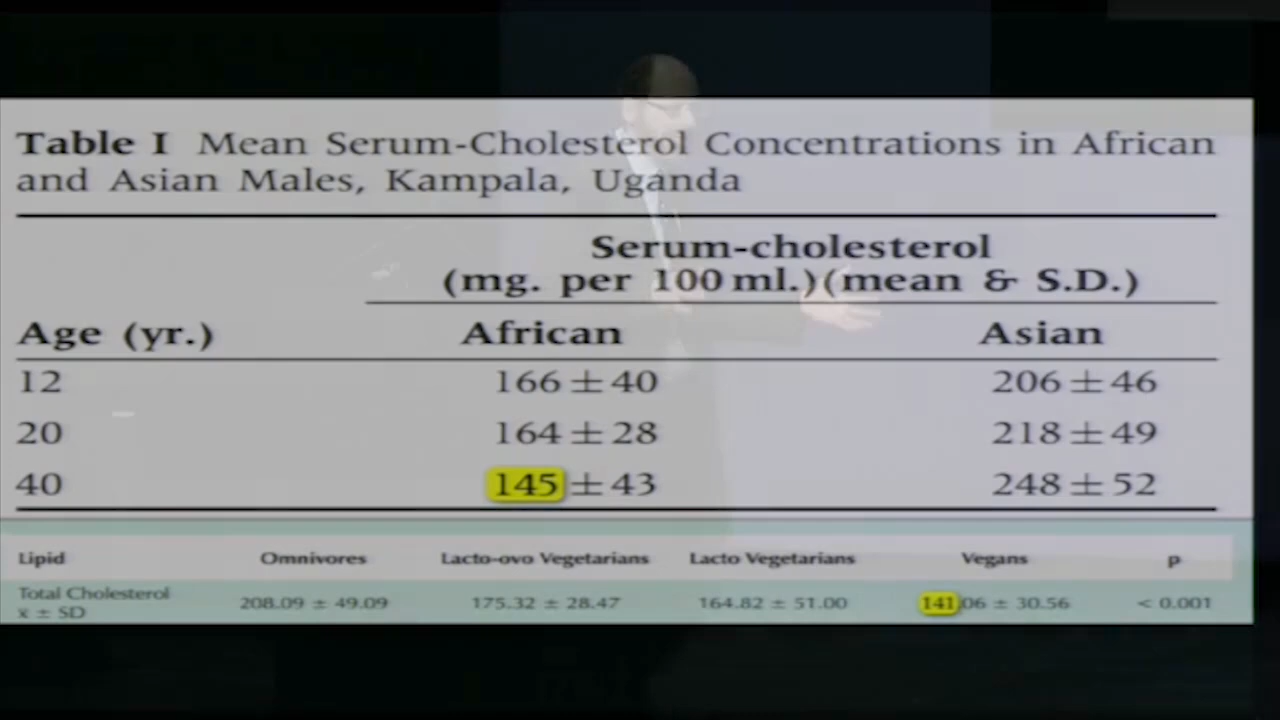 Table I Mean Serum-Cholesterol Concentrations in African
and Asian Males, Kampala, Uganda
Serum-cholesterol
(mg. per 100 ml.)(mean & S.D.)
Age (yr.) African Asian
12 166 ± 40 206 ± 46
20 164 ± 28 218 ± 49
40 145 ± 43 248 ± 52
Lipid Omnivores Lacto-ovo Vegetarians Lacto Vegetarians Vegans p
Total Cholesterol
x ± SD 208.09 ± 49.09 175.32 ± 28.47 164.82 ± 51.00 141.06 ± 30.56 < 0.001